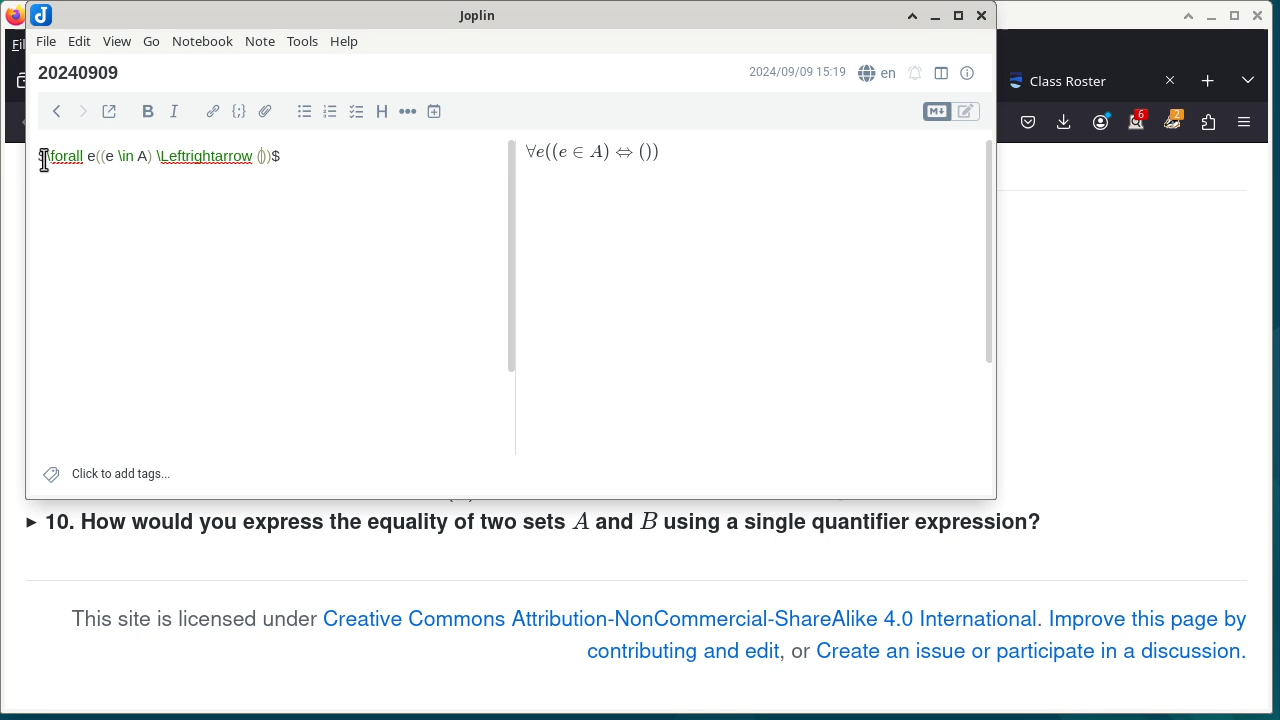 Joplin
File Edit View Go Notebook Note Tools Help
Fil
20240909
2024/09/09 15:19 en
Class Roster
6 2
$\forall e((e \in A) \Leftrightarrow ())$
∀e((e ∈ A) ⇔ ())
Click to add tags...
10. How would you express the equality of two sets A and B using a single quantifier expression?
This site is licensed under Creative Commons Attribution-NonCommercial-ShareAlike 4.0 International. Improve this page by
contributing and edit, or Create an issue or participate in a discussion.